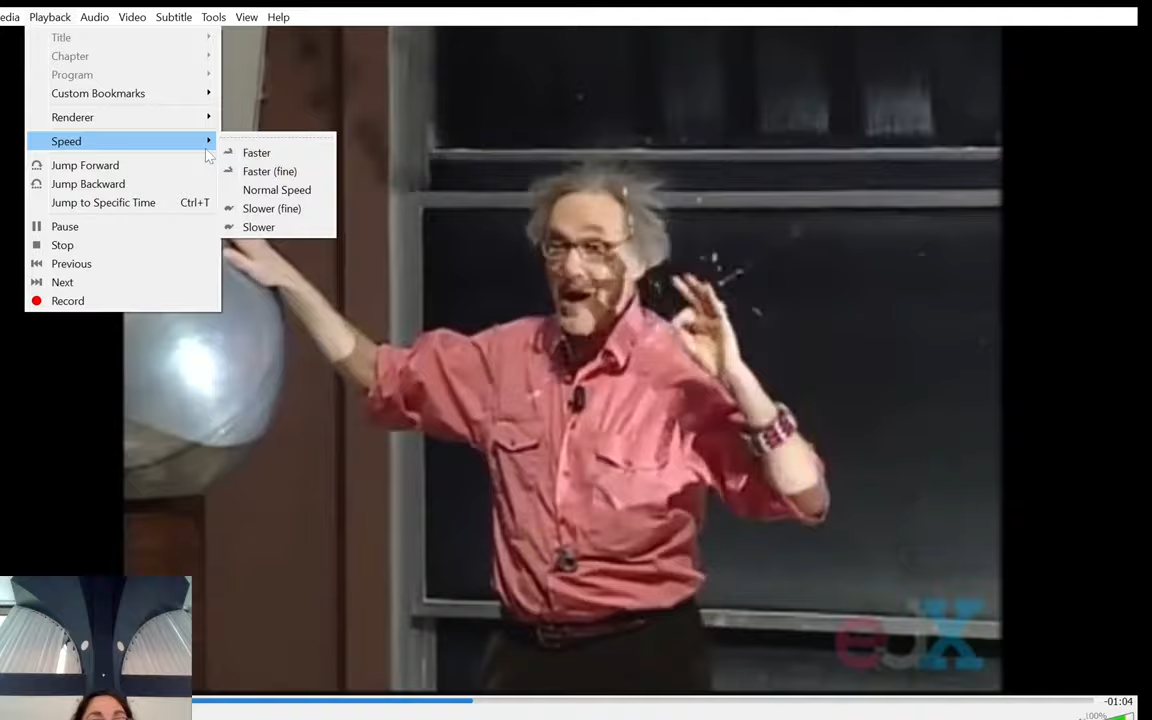 edia Playback Audio Video Subtitle Tools View Help
Title
Chapter
Program
Custom Bookmarks
Renderer
Speed
Jump Forward
Jump Backward
Jump to Specific Time Ctrl+T
Pause
Stop
Previous
Next
Record
Faster
Faster (fine)
Normal Speed
Slower (fine)
Slower
edX
-01:04
100%